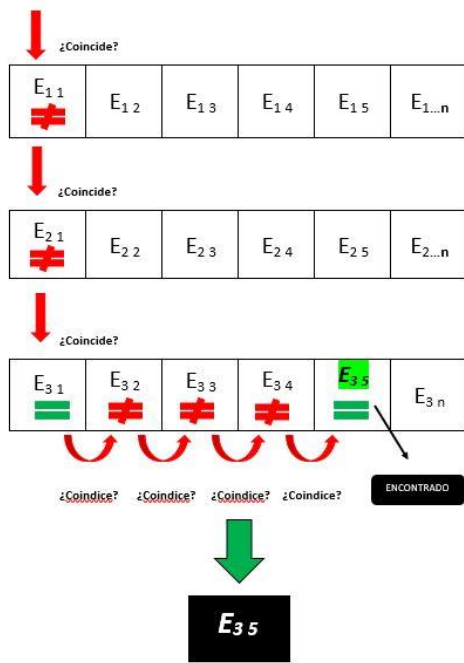 ¿Coincide?
E1 1 E1 2 E1 3 E1 4 E1 5 E1...n
≠
¿Coincide?
E2 1 E2 2 E2 3 E2 4 E2 5 E2...n
≠
¿Coincide?
E3 1 E3 2 E3 3 E3 4 E3 5 E3 n
= ≠ ≠ ≠ =
¿Coindice? ¿Coindice? ¿Coindice? ¿Coindice?
ENCONTRADO
E3 5